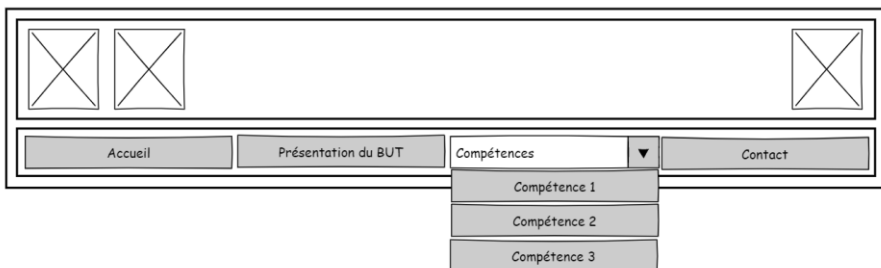 Accueil
Présentation du BUT
Compétences
Contact
Compétence 1
Compétence 2
Compétence 3